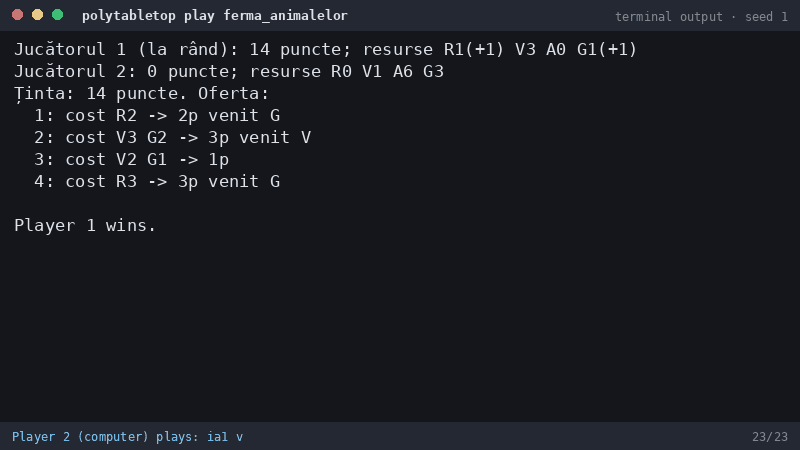 polytabletop play ferma_animalelor
terminal output · seed 1
Jucătorul 1 (la rând): 14 puncte; resurse R1(+1) V3 A0 G1(+1)
Jucătorul 2: 0 puncte; resurse R0 V1 A6 G3
Ținta: 14 puncte. Oferta:
1: cost R2 -> 2p venit G
2: cost V3 G2 -> 3p venit V
3: cost V2 G1 -> 1p
4: cost R3 -> 3p venit G
Player 1 wins.
Player 2 (computer) plays: ia1 v
23/23